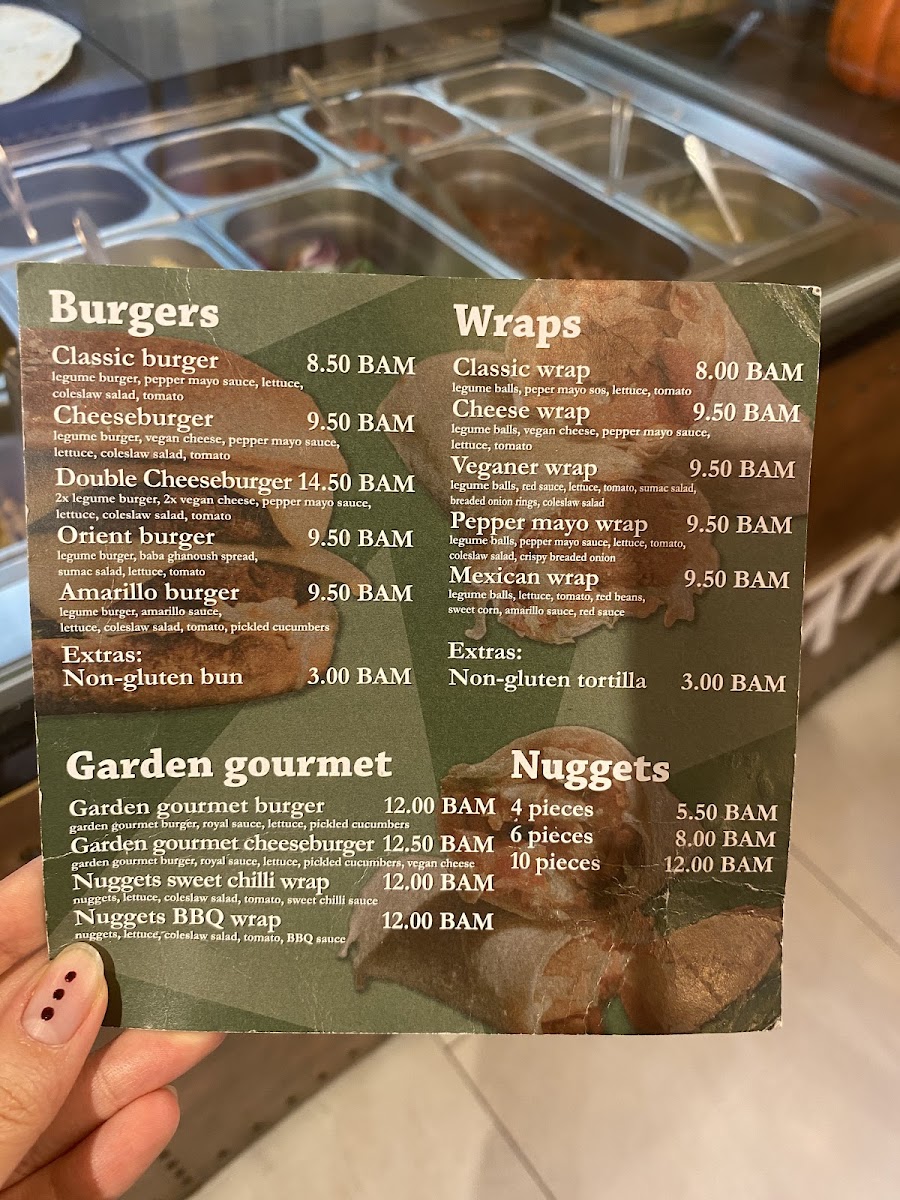 Burgers
Classic burger 8.50 BAM
legume burger, pepper mayo sauce, lettuce,
coleslaw salad, tomato
Cheeseburger 9.50 BAM
legume burger, vegan cheese, pepper mayo sauce,
lettuce, coleslaw salad, tomato
Double Cheeseburger 14.50 BAM
2x legume burger, 2x vegan cheese, pepper mayo sauce,
lettuce, coleslaw salad, tomato
Orient burger 9.50 BAM
legume burger, baba ghanoush spread,
sumac salad, lettuce, tomato
Amarillo burger 9.50 BAM
legume burger, amarillo sauce,
lettuce, coleslaw salad, tomato, pickled cucumbers
Extras:
Non-gluten bun 3.00 BAM
Wraps
Classic wrap 8.00 BAM
legume balls, peper mayo sos, lettuce, tomato
Cheese wrap 9.50 BAM
legume balls, vegan cheese, pepper mayo sauce,
lettuce, tomato
Veganer wrap 9.50 BAM
legume balls, red sauce, lettuce, tomato, sumac salad,
breaded onion rings, coleslaw salad
Pepper mayo wrap 9.50 BAM
legume balls, pepper mayo sauce, lettuce, tomato,
coleslaw salad, crispy breaded onion
Mexican wrap 9.50 BAM
legume balls, lettuce, tomato, red beans,
sweet corn, amarillo sauce, red sauce
Extras:
Non-gluten tortilla 3.00 BAM
Garden gourmet
Garden gourmet burger 12.00 BAM
garden gourmet burger, royal sauce, lettuce, pickled cucumbers
Garden gourmet cheeseburger 12.50 BAM
garden gourmet burger, royal sauce, lettuce, pickled cucumbers, vegan cheese
Nuggets sweet chilli wrap 12.00 BAM
nuggets, lettuce, coleslaw salad, tomato, sweet chilli sauce
Nuggets BBQ wrap 12.00 BAM
nuggets, lettuce, coleslaw salad, tomato, BBQ sauce
Nuggets
4 pieces 5.50 BAM
6 pieces 8.00 BAM
10 pieces 12.00 BAM